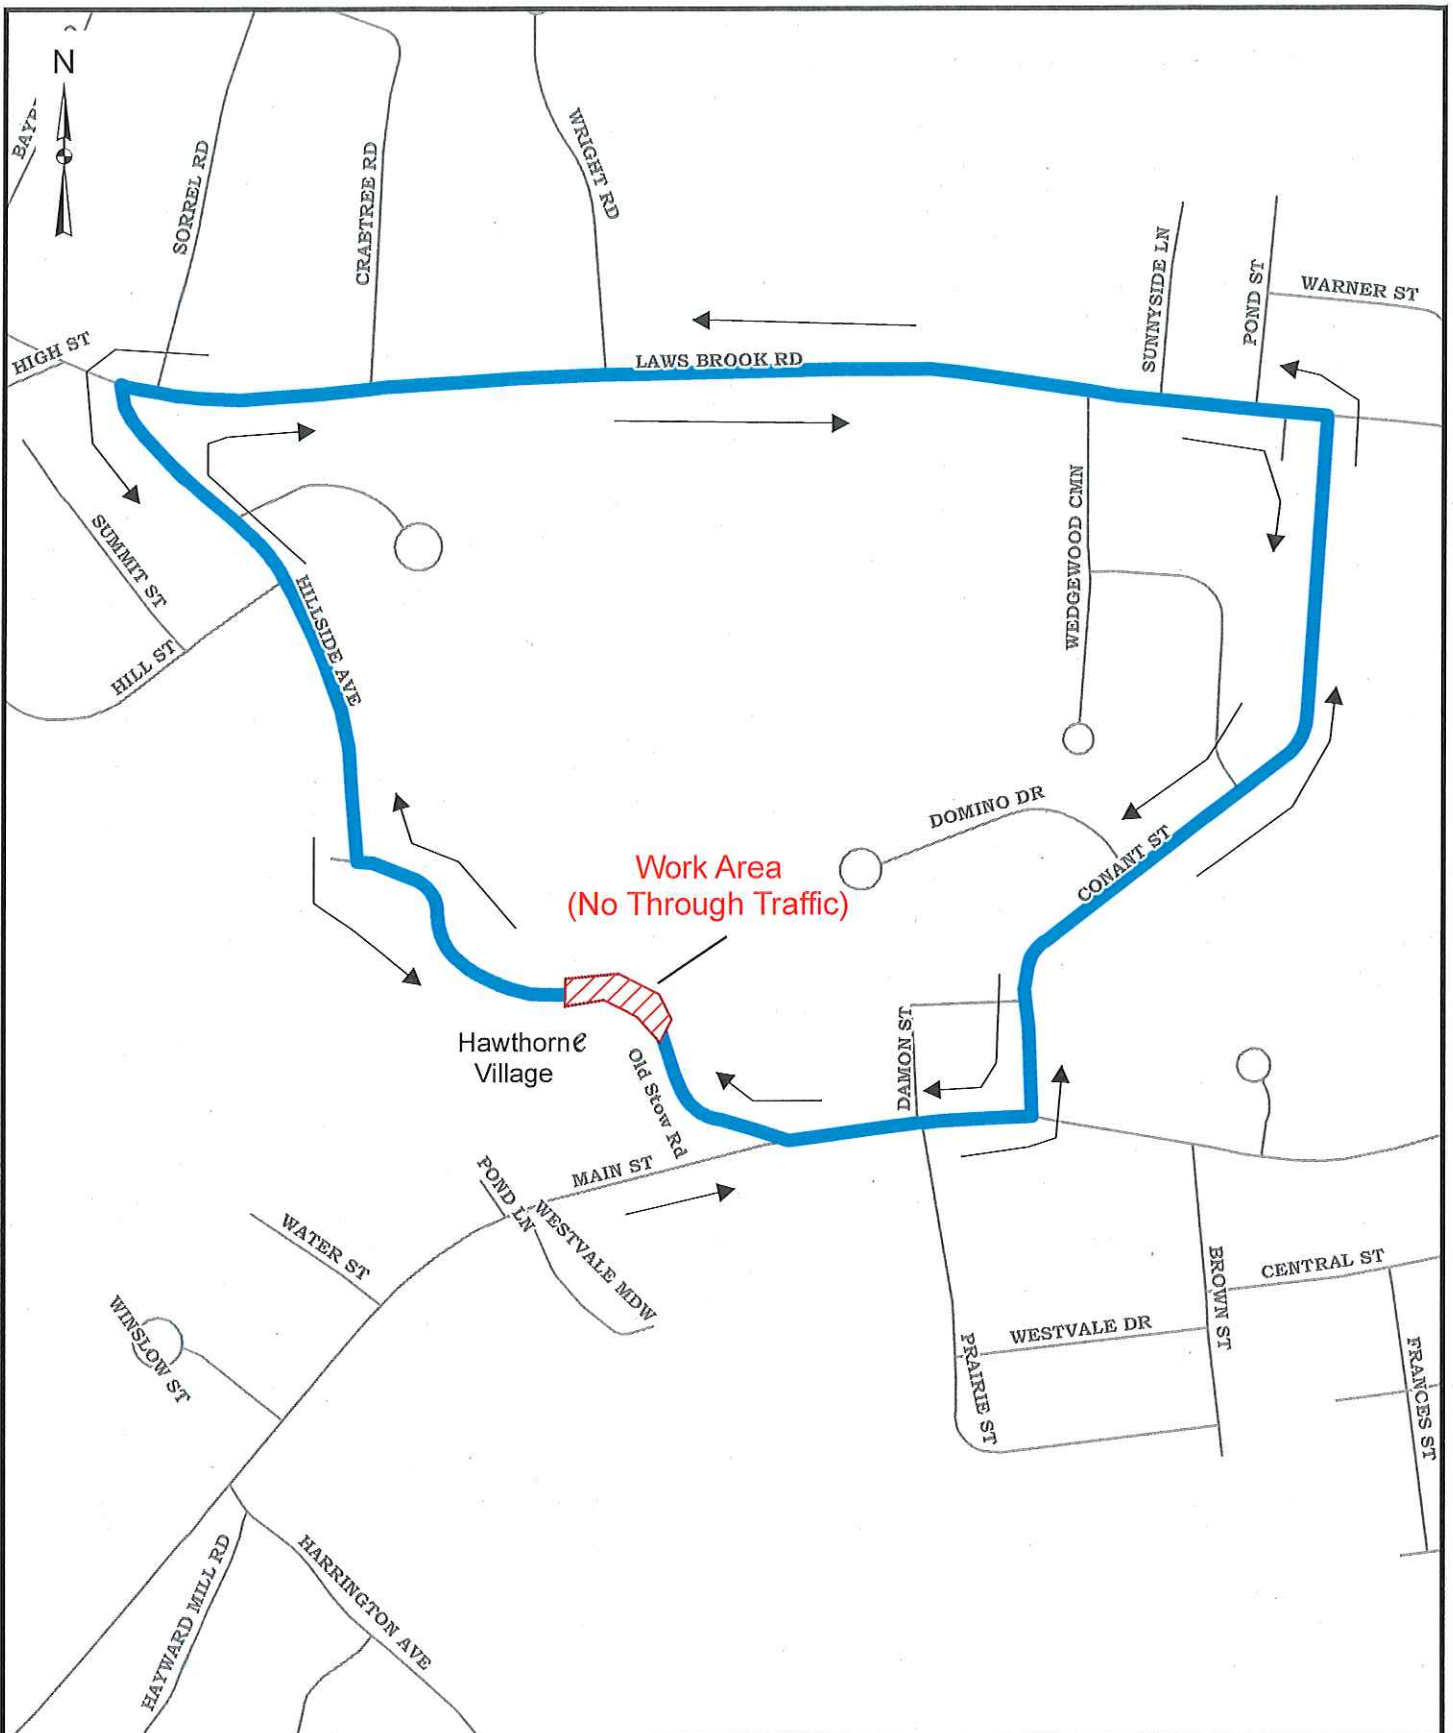 N
SORREL RD
CRABTREE RD
WRIGHT RD
SUNNYSIDE LN
POND ST
WARNER ST
HIGH ST
LAWS BROOK RD
SUMMIT ST
HILL ST
HILLSIDE AVE
WEDGEWOOD CMN
DOMINO DR
CONANT ST
Work Area
(No Through Traffic)
Hawthorne
Village
Old Stow Rd
DAMON ST
MAIN ST
POND LN
WESTVALE MDW
WATER ST
WINSLOW ST
BROWN ST
CENTRAL ST
WESTVALE DR
PRAIRIE ST
FRANCES ST
HAYWARD MILL RD
HARRINGTON AVE